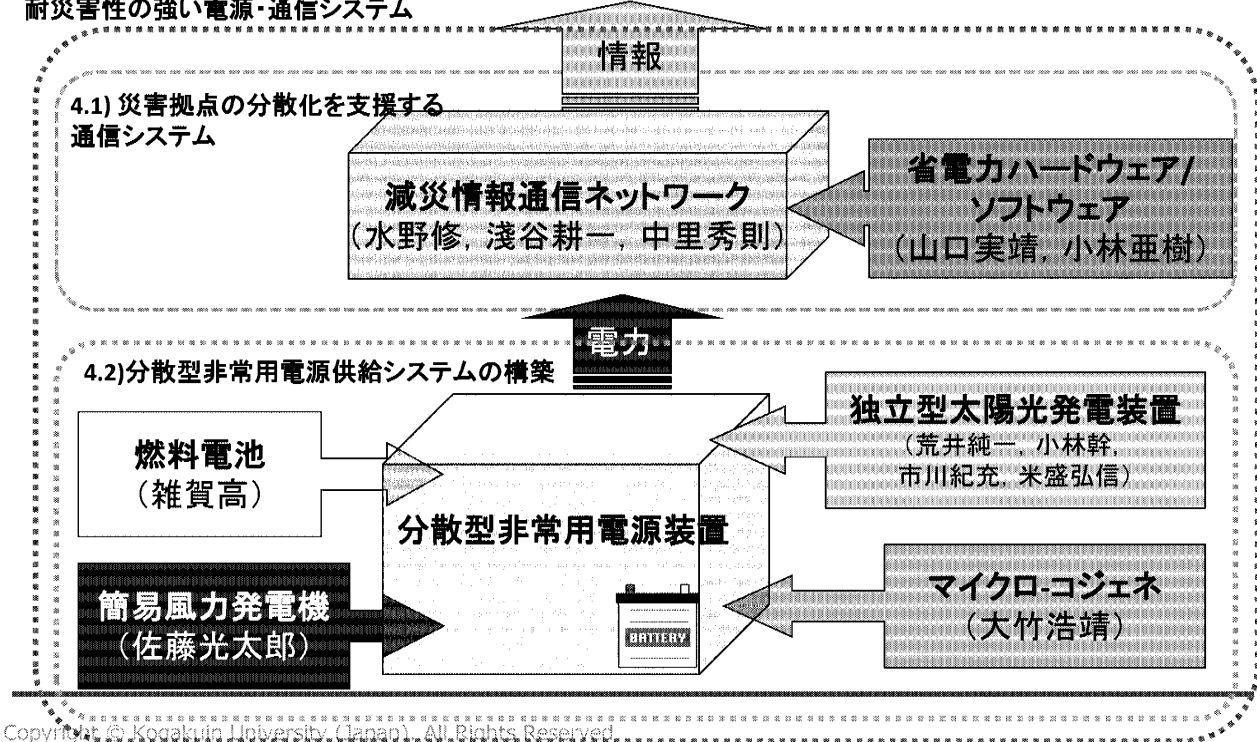 耐災害性の強い電源・通信システム
情報
4.1) 災害拠点の分散化を支援する
通信システム
減災情報通信ネットワーク
（水野修, 淺谷耕一, 中里秀則）
省電力ハードウェア/
ソフトウェア
（山口実靖, 小林亜樹）
電力
4.2)分散型非常用電源供給システムの構築
燃料電池
（雑賀高）
独立型太陽光発電装置
（荒井純一, 小林幹,
市川紀充, 米盛弘信）
分散型非常用電源装置
簡易風力発電機
（佐藤光太郎）
BATTERY
マイクロ-コジェネ
（大竹浩靖）
Copyright © Kogakuin University (Japan). All Rights Reserved.